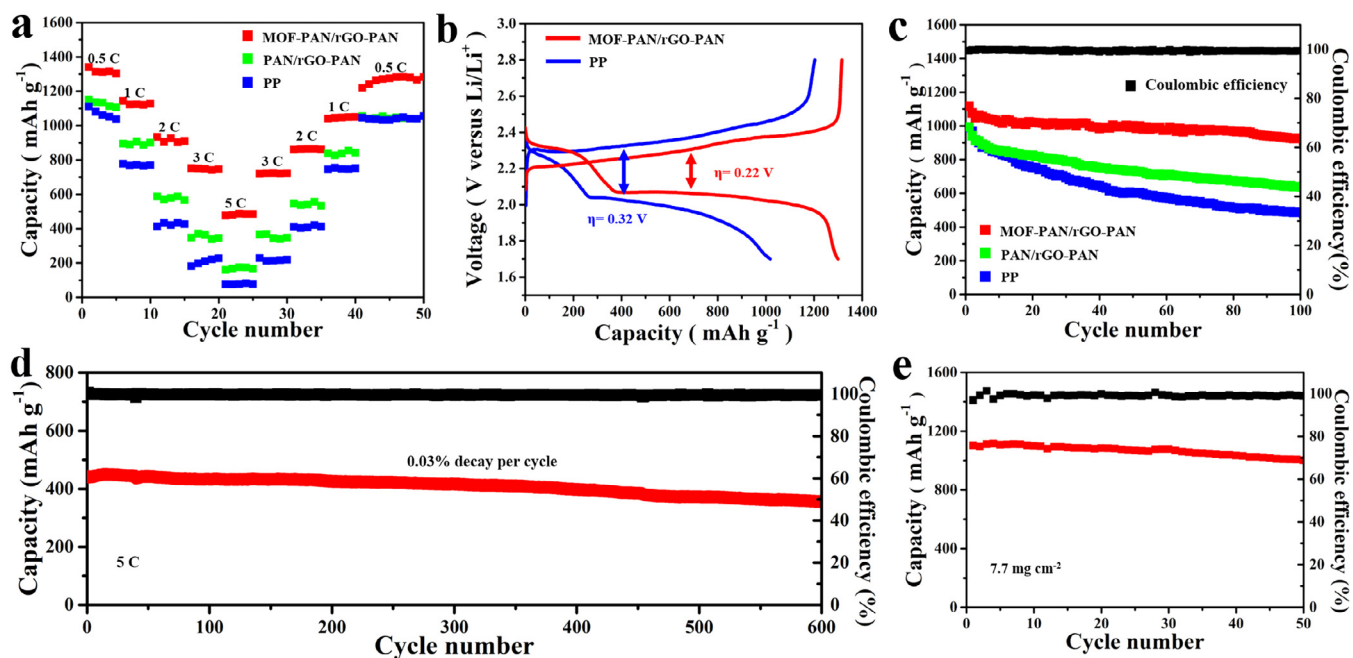 a
Capacity ( mAh g⁻¹)
1600
1400
1200
1000
800
600
400
200
0
0.5 C
1 C
2 C
3 C
5 C
3 C
2 C
1 C
0.5 C
MOF-PAN/rGO-PAN
PAN/rGO-PAN
PP
0 10 20 30 40 50
Cycle number
b
Voltage ( V versus Li/Li⁺)
3.0
2.8
2.6
2.4
2.2
2.0
1.8
1.6
MOF-PAN/rGO-PAN
PP
η= 0.22 V
η= 0.32 V
0 200 400 600 800 1000 1200 1400
Capacity ( mAh g⁻¹)
c
Capacity ( mAh g⁻¹)
1600
1400
1200
1000
800
600
400
200
0
Coulombic efficiency
MOF-PAN/rGO-PAN
PAN/rGO-PAN
PP
100
80
60
40
20
0
Coulombic efficiency(%)
0 20 40 60 80 100
Cycle number
d
Capacity (mAh g⁻¹)
800
600
400
200
0
0.03% decay per cycle
5 C
100
80
60
40
20
0
Coulombic efficiency (%)
0 100 200 300 400 500 600
Cycle number
e
Capacity ( mAh g⁻¹)
1600
1400
1200
1000
800
600
400
200
0
7.7 mg cm⁻²
100
80
60
40
20
0
Coulombic efficiency (%)
0 10 20 30 40 50
Cycle number